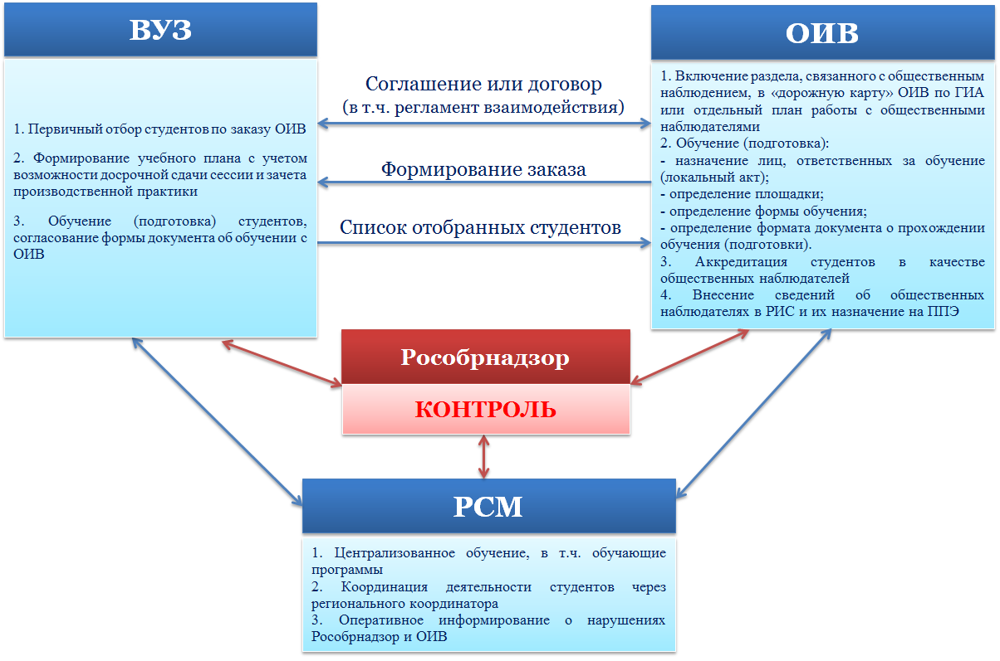 ВУЗ
1. Первичный отбор студентов по заказу ОИВ
2. Формирование учебного плана с учетом
возможности досрочной сдачи сессии и зачета
производственной практики
3. Обучение (подготовка) студентов,
согласование формы документа об обучении с
ОИВ
Соглашение или договор
(в т.ч. регламент взаимодействия)
Формирование заказа
Список отобранных студентов
ОИВ
1. Включение раздела, связанного с общественным
наблюдением, в «дорожную карту» ОИВ по ГИА
или отдельный план работы с общественными
наблюдателями
2. Обучение (подготовка):
- назначение лиц, ответственных за обучение
(локальный акт);
- определение площадки;
- определение формы обучения;
- определение формата документа о прохождении
обучения (подготовки).
3. Аккредитация студентов в качестве
общественных наблюдателей
4. Внесение сведений об общественных
наблюдателях в РИС и их назначение на ППЭ
Рособрнадзор
КОНТРОЛЬ
РСМ
1. Централизованное обучение, в т.ч. обучающие
программы
2. Координация деятельности студентов через
регионального координатора
3. Оперативное информирование о нарушениях
Рособрнадзор и ОИВ